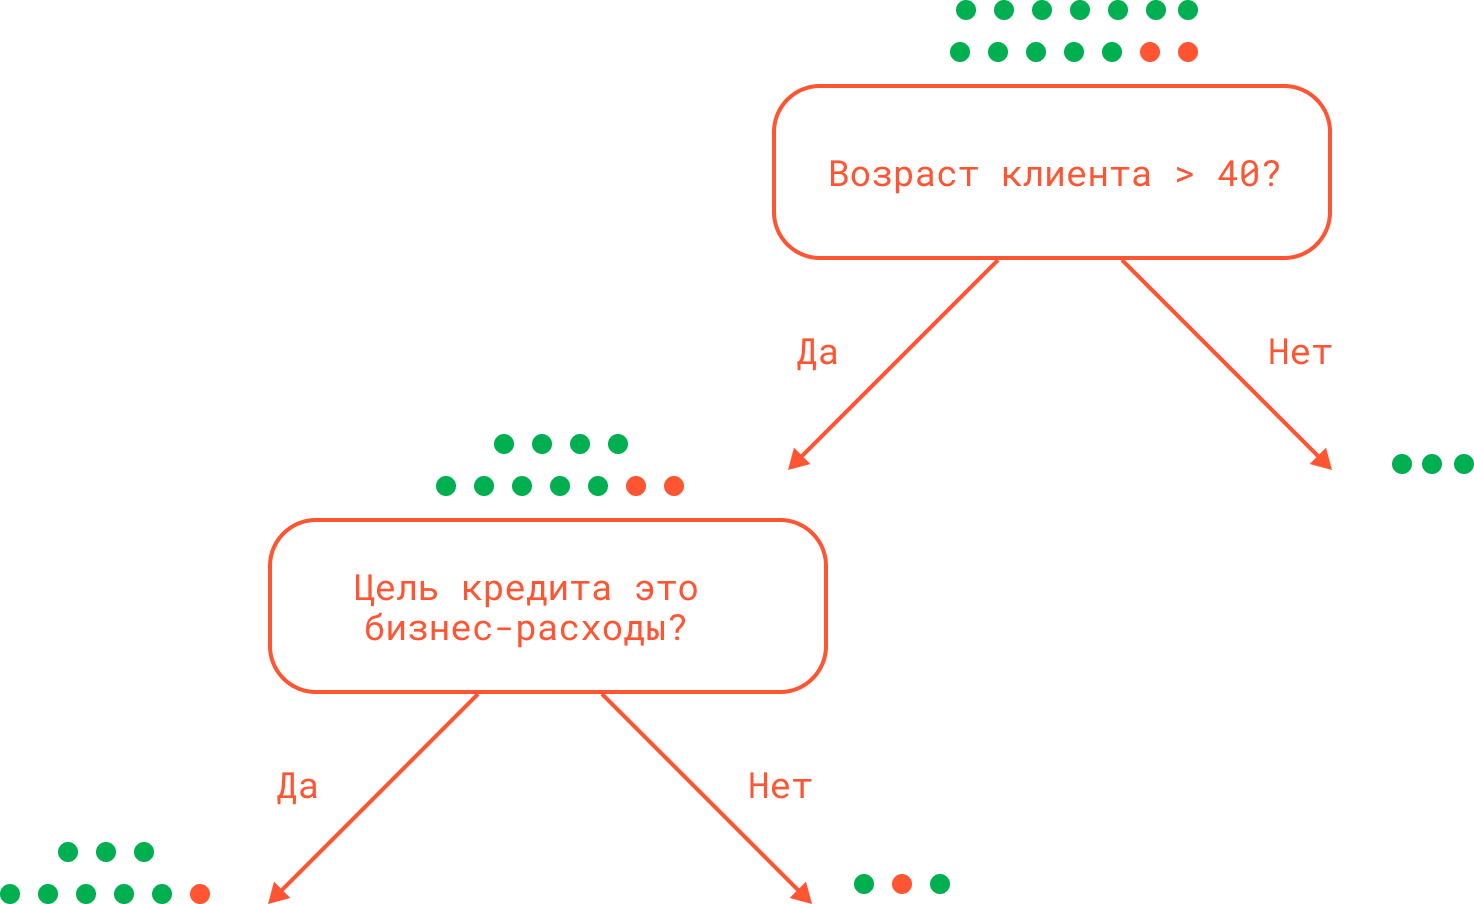 Возраст клиента > 40?
Да
Нет
Цель кредита это
бизнес-расходы?
Да
Нет